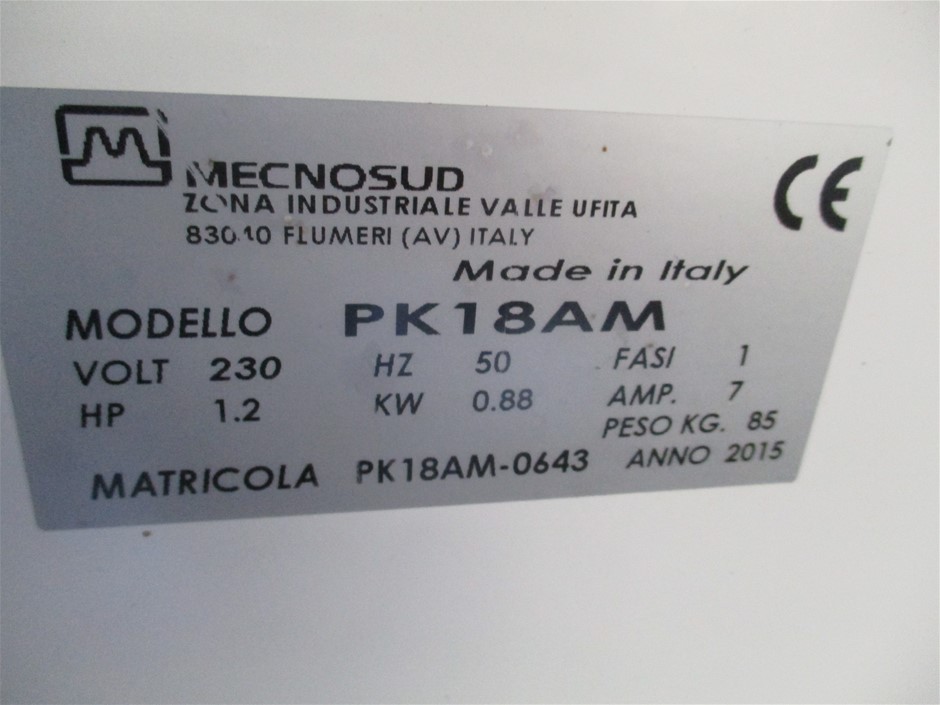 MECNOSUD
ZONA INDUSTRIALE VALLE UFITA
83040 FLUMERI (AV) ITALY
CE
Made in Italy
MODELLO PK18AM
VOLT 230 HZ 50 FASI 1
HP 1.2 KW 0.88 AMP. 7
PESO KG. 85
MATRICOLA PK18AM-0643 ANNO 2015